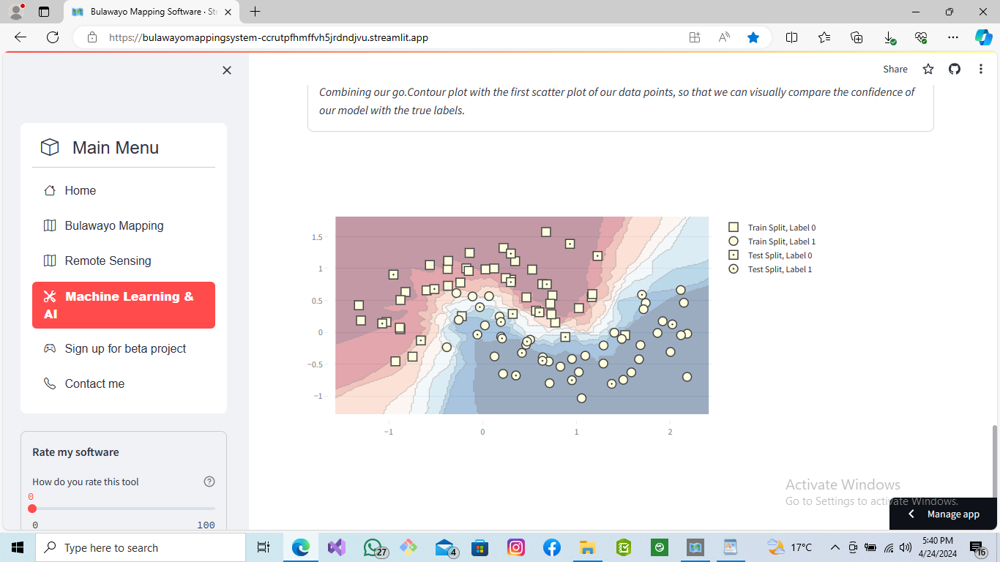 Bulawayo Mapping Software · Str
https://bulawayomappingsystem-ccrutpfhmffvh5jrdndjvu.streamlit.app
Share
Main Menu
Home
Bulawayo Mapping
Remote Sensing
Machine Learning &
AI
Sign up for beta project
Contact me
Rate my software
How do you rate this tool
0
0 100
Combining our go.Contour plot with the first scatter plot of our data points, so that we can visually compare the confidence of
our model with the true labels.
1.5
1
0.5
0
−0.5
−1
−1 0 1 2
Train Split, Label 0
Train Split, Label 1
Test Split, Label 0
Test Split, Label 1
Activate Windows
Go to Settings to activate Windows.
Manage app
Type here to search
27
4
17°C
5:40 PM
4/24/2024
16